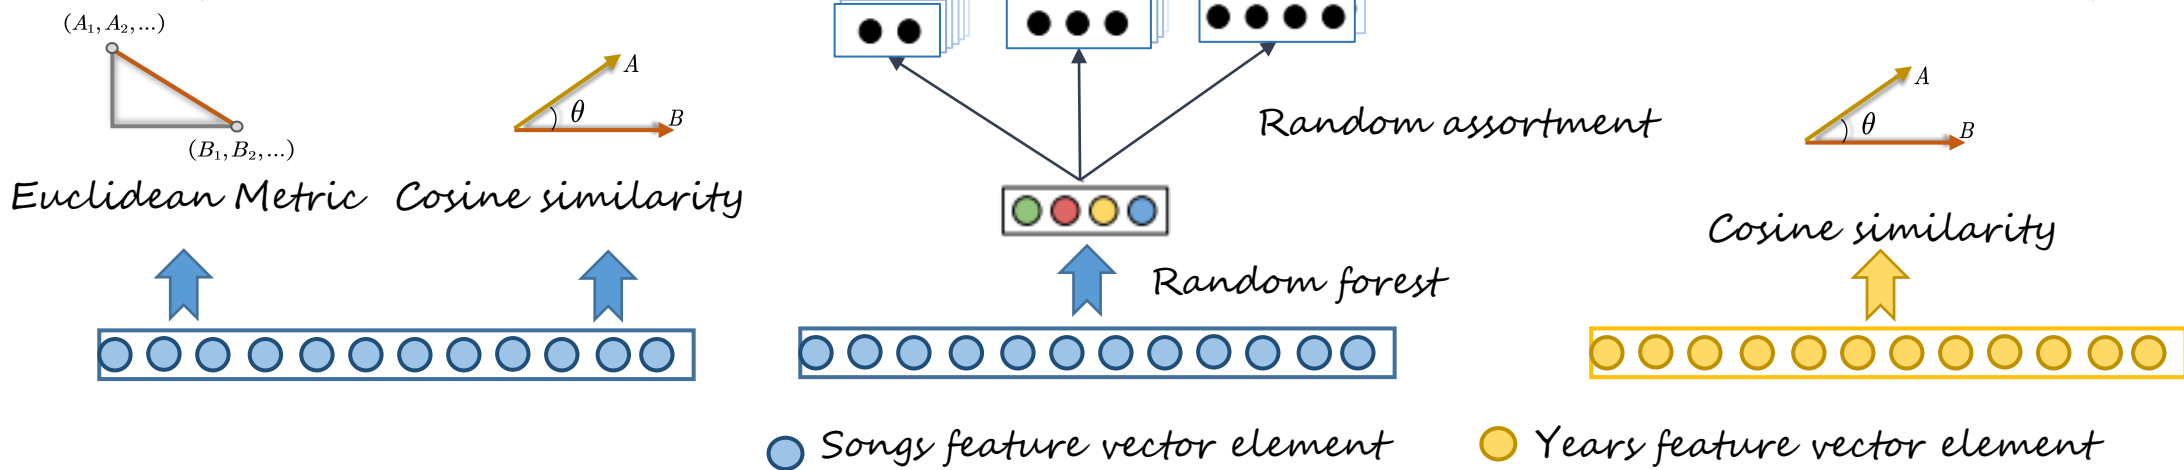 (A₁, A₂, ...)
(B₁, B₂, ...)
Euclidean Metric
A
θ
B
Cosine similarity
Random assortment
Random forest
A
θ
B
Cosine similarity
Songs feature vector element
Years feature vector element